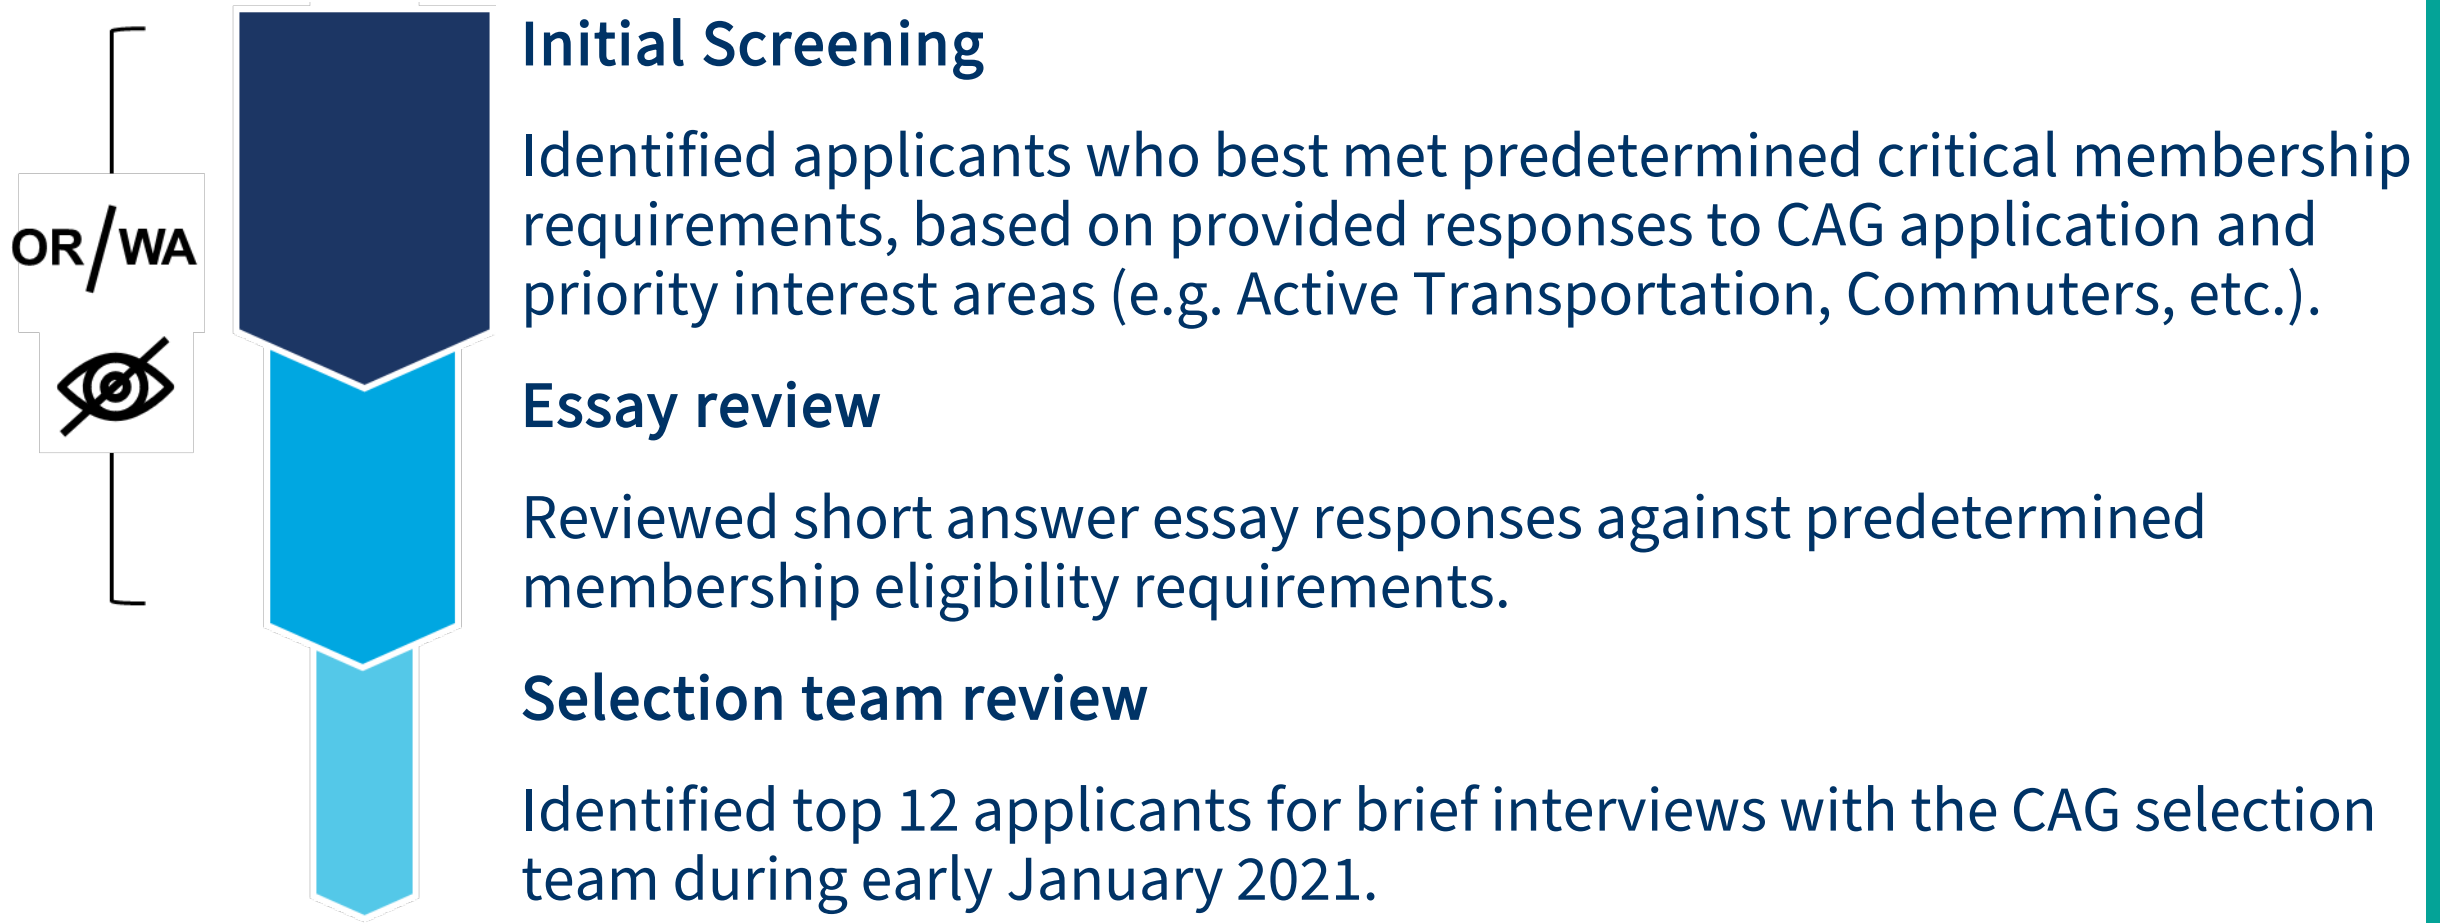 Initial Screening
Identified applicants who best met predetermined critical membership
requirements, based on provided responses to CAG application and
priority interest areas (e.g. Active Transportation, Commuters, etc.).
OR/WA
Essay review
Reviewed short answer essay responses against predetermined
membership eligibility requirements.
Selection team review
Identified top 12 applicants for brief interviews with the CAG selection
team during early January 2021.